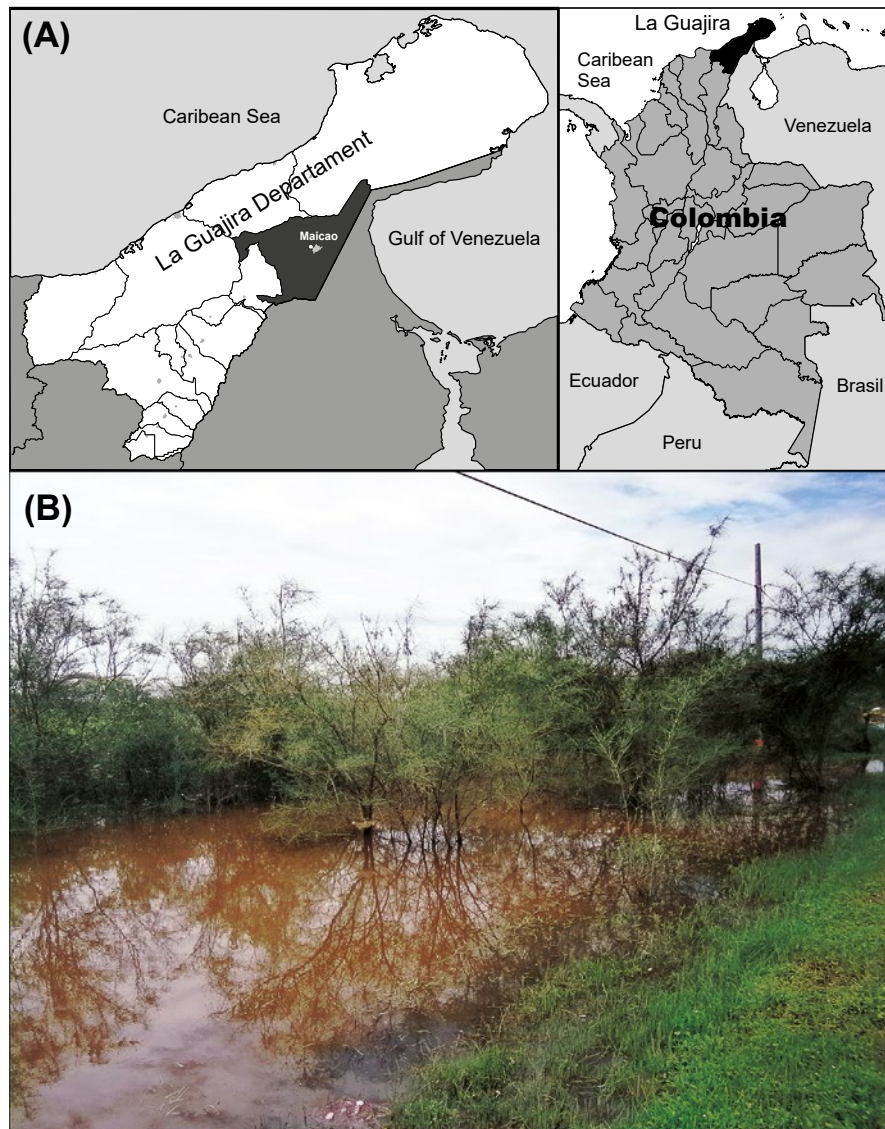 (A)
Caribean Sea
La Guajira Departament
Maicao
Gulf of Venezuela
La Guajira
Caribean
Sea
Venezuela
Colombia
Ecuador
Brasil
Peru
(B)